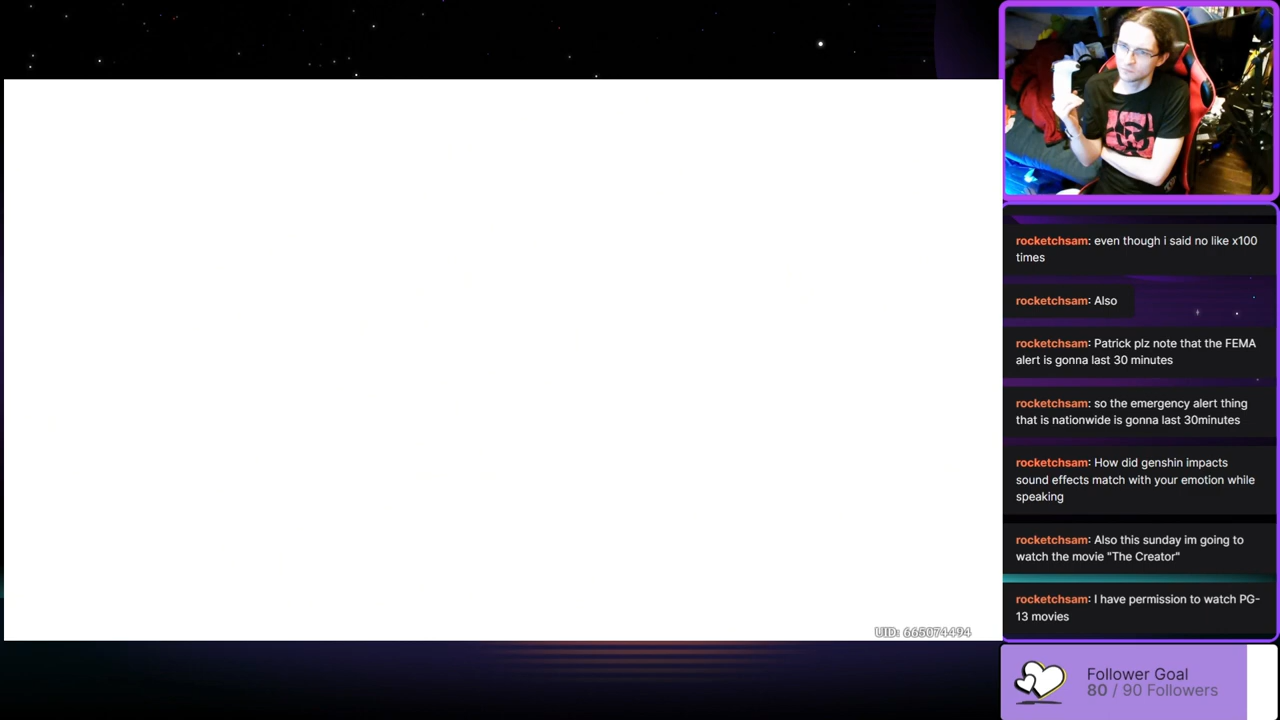 rocketchsam: even though i said no like x100
times
rocketchsam: Also
rocketchsam: Patrick plz note that the FEMA
alert is gonna last 30 minutes
rocketchsam: so the emergency alert thing
that is nationwide is gonna last 30minutes
rocketchsam: How did genshin impacts
sound effects match with your emotion while
speaking
rocketchsam: Also this sunday im going to
watch the movie "The Creator"
rocketchsam: I have permission to watch PG-
13 movies
UID: 665074494
Follower Goal
80 / 90 Followers